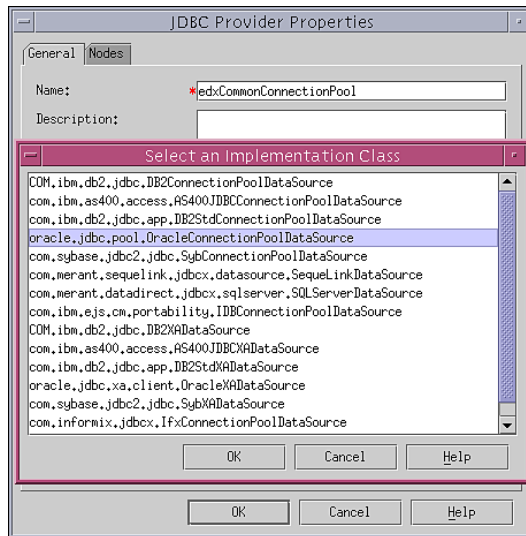 JDBC Provider Properties
General Nodes
Name: *edxCommonConnectionPool
Description:
Select an Implementation Class
COM.ibm.db2.jdbc.DB2ConnectionPoolDataSource
com.ibm.as400.access.AS400JDBCConnectionPoolDataSource
com.ibm.db2.jdbc.app.DB2StdConnectionPoolDataSource
oracle.jdbc.pool.OracleConnectionPoolDataSource
com.sybase.jdbc2.jdbc.SybConnectionPoolDataSource
com.merant.sequelink.jdbcx.datasource.SequeLinkDataSource
com.merant.datadirect.jdbcx.sqlserver.SQLServerDataSource
com.ibm.ejs.cm.portability.IDBConnectionPoolDataSource
COM.ibm.db2.jdbc.DB2XADataSource
com.ibm.as400.access.AS400JDBCXADataSource
com.ibm.db2.jdbc.app.DB2StdXADataSource
oracle.jdbc.xa.client.OracleXADataSource
com.sybase.jdbc2.jdbc.SybXADataSource
com.informix.jdbcx.IfxConnectionPoolDataSource
OK Cancel Help
OK Cancel Help